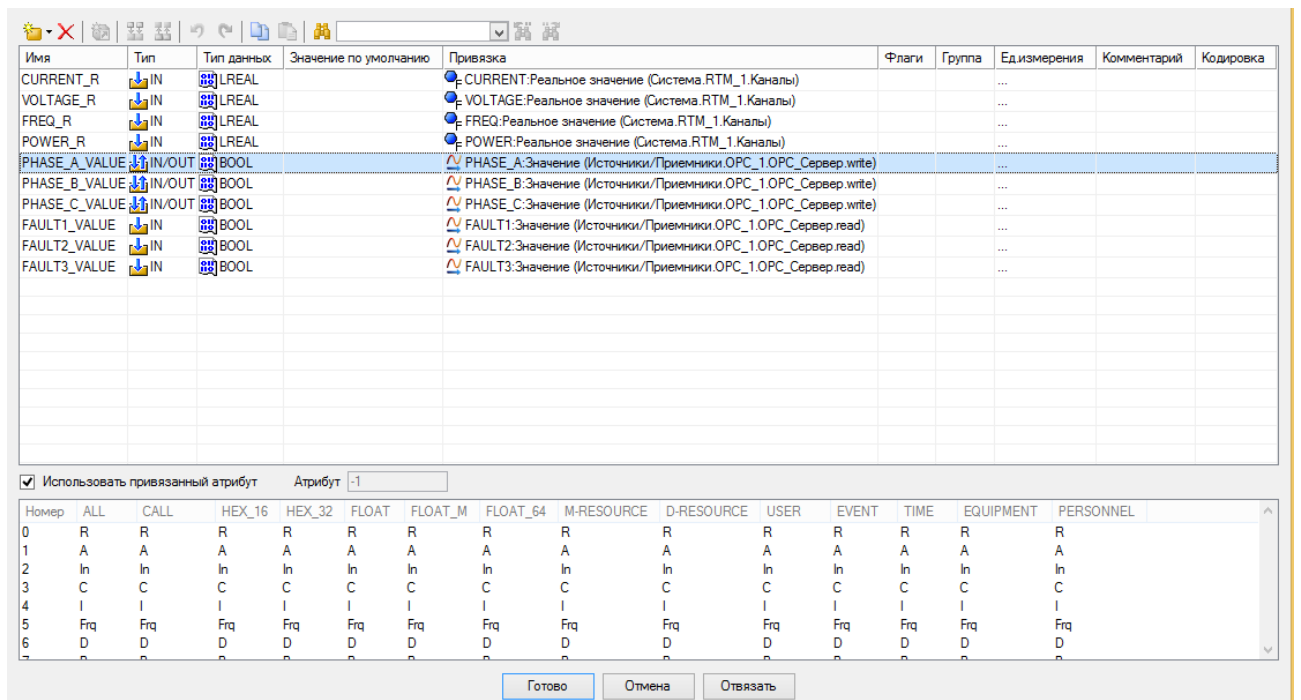 Имя Тип Тип данных Значение по умолчанию Привязка Флаги Группа Ед.измерения Комментарий Кодировка
CURRENT_R IN LREAL CURRENT:Реальное значение (Система.RTM_1.Каналы) ...
VOLTAGE_R IN LREAL VOLTAGE:Реальное значение (Система.RTM_1.Каналы) ...
FREQ_R IN LREAL FREQ:Реальное значение (Система.RTM_1.Каналы) ...
POWER_R IN LREAL POWER:Реальное значение (Система.RTM_1.Каналы) ...
PHASE_A_VALUE IN/OUT BOOL PHASE_A:Значение (Источники/Приемники.OPC_1.OPC_Сервер.write) ...
PHASE_B_VALUE IN/OUT BOOL PHASE_B:Значение (Источники/Приемники.OPC_1.OPC_Сервер.write) ...
PHASE_C_VALUE IN/OUT BOOL PHASE_C:Значение (Источники/Приемники.OPC_1.OPC_Сервер.write) ...
FAULT1_VALUE IN BOOL FAULT1:Значение (Источники/Приемники.OPC_1.OPC_Сервер.read) ...
FAULT2_VALUE IN BOOL FAULT2:Значение (Источники/Приемники.OPC_1.OPC_Сервер.read) ...
FAULT3_VALUE IN BOOL FAULT3:Значение (Источники/Приемники.OPC_1.OPC_Сервер.read) ...
Использовать привязанный атрибут Атрибут -1
Номер ALL CALL HEX_16 HEX_32 FLOAT FLOAT_M FLOAT_64 M-RESOURCE D-RESOURCE USER EVENT TIME EQUIPMENT PERSONNEL
0 R R R R R R R R R R R R R R
1 A A A A A A A A A A A A A A
2 In In In In In In In In In In In In In In
3 C C C C C C C C C C C C C C
4 I I I I I I I I I I I I I I
5 Frq Frq Frq Frq Frq Frq Frq Frq Frq Frq Frq Frq Frq Frq
6 D D D D D D D D D D D D D D
Готово Отмена Отвязать